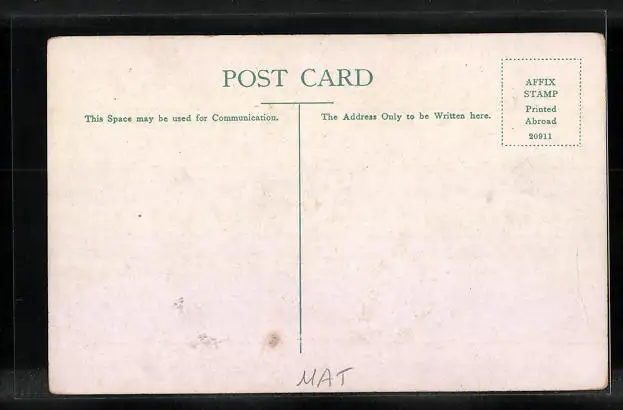 POST CARD
This Space may be used for Communication.
The Address Only to be Written here.
AFFIX
STAMP
Printed
Abroad
20911
MAT